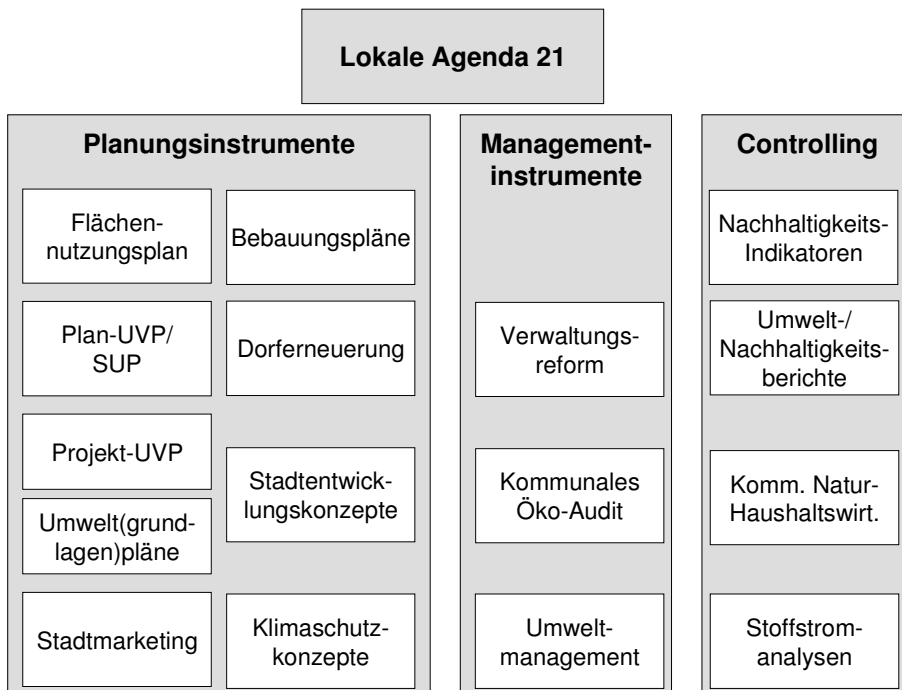 Lokale Agenda 21
Planungsinstrumente
Flächen-
nutzungsplan
Bebauungspläne
Plan-UVP/
SUP
Dorferneuerung
Projekt-UVP
Umwelt(grund-
lagen)pläne
Stadtentwick-
lungskonzepte
Stadtmarketing
Klimaschutz-
konzepte
Management-
instrumente
Verwaltungs-
reform
Kommunales
Öko-Audit
Umwelt-
management
Controlling
Nachhaltigkeits-
Indikatoren
Umwelt-/
Nachhaltigkeits-
berichte
Komm. Natur-
Haushaltswirt.
Stoffstrom-
analysen